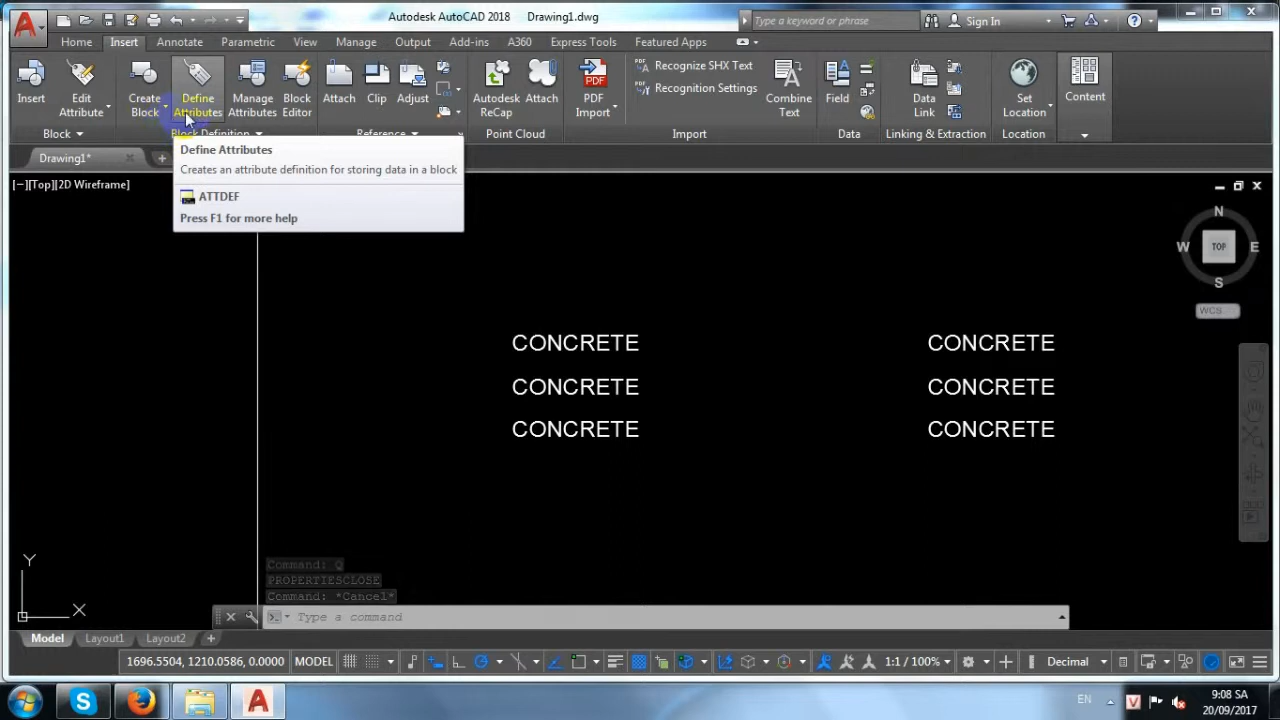 Autodesk AutoCAD 2018 Drawing1.dwg
Type a keyword or phrase
Sign In
Home Insert Annotate Parametric View Manage Output Add-ins A360 Express Tools Featured Apps
Insert
Edit Attribute
Create Block
Define Attributes
Manage Attributes
Block Editor
Attach
Clip
Adjust
Autodesk ReCap
Attach
PDF
PDF Import
Recognize SHX Text
Recognition Settings
Combine Text
Field
Data Link
Set Location
Content
Block
Block Definition
Reference
Point Cloud
Import
Data
Linking & Extraction
Location
Drawing1*
Define Attributes
Creates an attribute definition for storing data in a block
ATTDEF
Press F1 for more help
[−][Top][2D Wireframe]
N
W TOP E
S
WCS
CONCRETE CONCRETE
CONCRETE CONCRETE
CONCRETE CONCRETE
Y
X
Command: Q
PROPERTIESCLOSE
Command: *Cancel*
Type a command
Model Layout1 Layout2
1696.5504, 1210.0586, 0.0000 MODEL 1:1 / 100% Decimal
EN
V
9:08 SA
20/09/2017